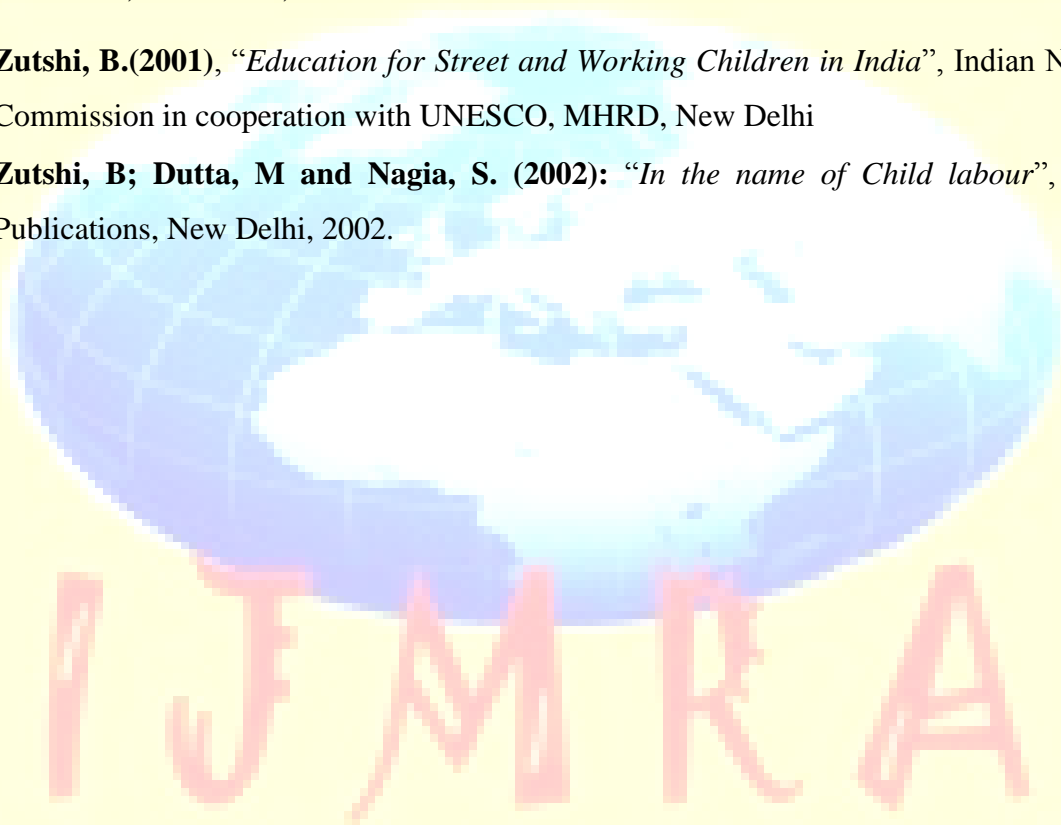 Zutshi, B.(2001), “Education for Street and Working Children in India”, Indian
Commission in cooperation with UNESCO, MHRD, New Delhi
Zutshi, B; Dutta, M and Nagia, S. (2002): “In the name of Child labour”,
Publications, New Delhi, 2002.
IJMRA